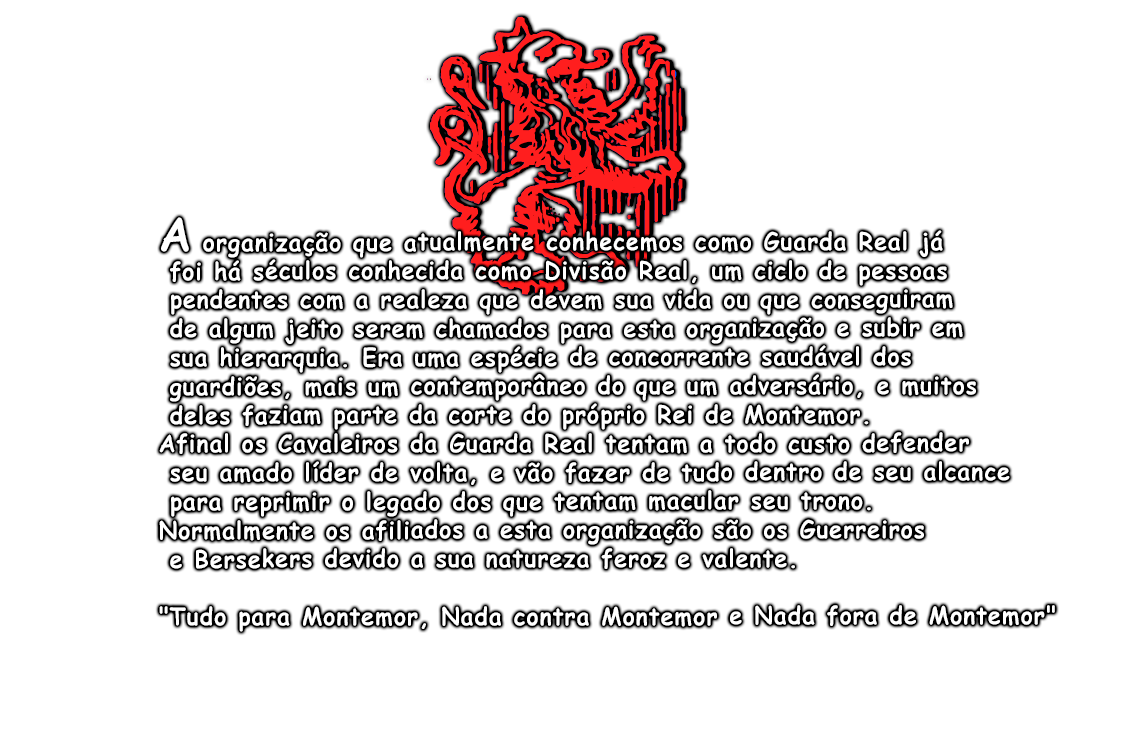 A organização que atualmente conhecemos como Guarda Real já
foi há séculos conhecida como Divisão Real, um ciclo de pessoas
pendentes com a realeza que devem sua vida ou que conseguiram
de algum jeito serem chamados para esta organização e subir em
sua hierarquia. Era uma espécie de concorrente saudável dos
guardiões, mais um contemporâneo do que um adversário, e muitos
deles faziam parte da corte do próprio Rei de Montemor.
Afinal os Cavaleiros da Guarda Real tentam a todo custo defender
seu amado líder de volta, e vão fazer de tudo dentro de seu alcance
para reprimir o legado dos que tentam macular seu trono.
Normalmente os afiliados a esta organização são os Guerreiros
e Bersekers devido a sua natureza feroz e valente.
"Tudo para Montemor, Nada contra Montemor e Nada fora de Montemor"